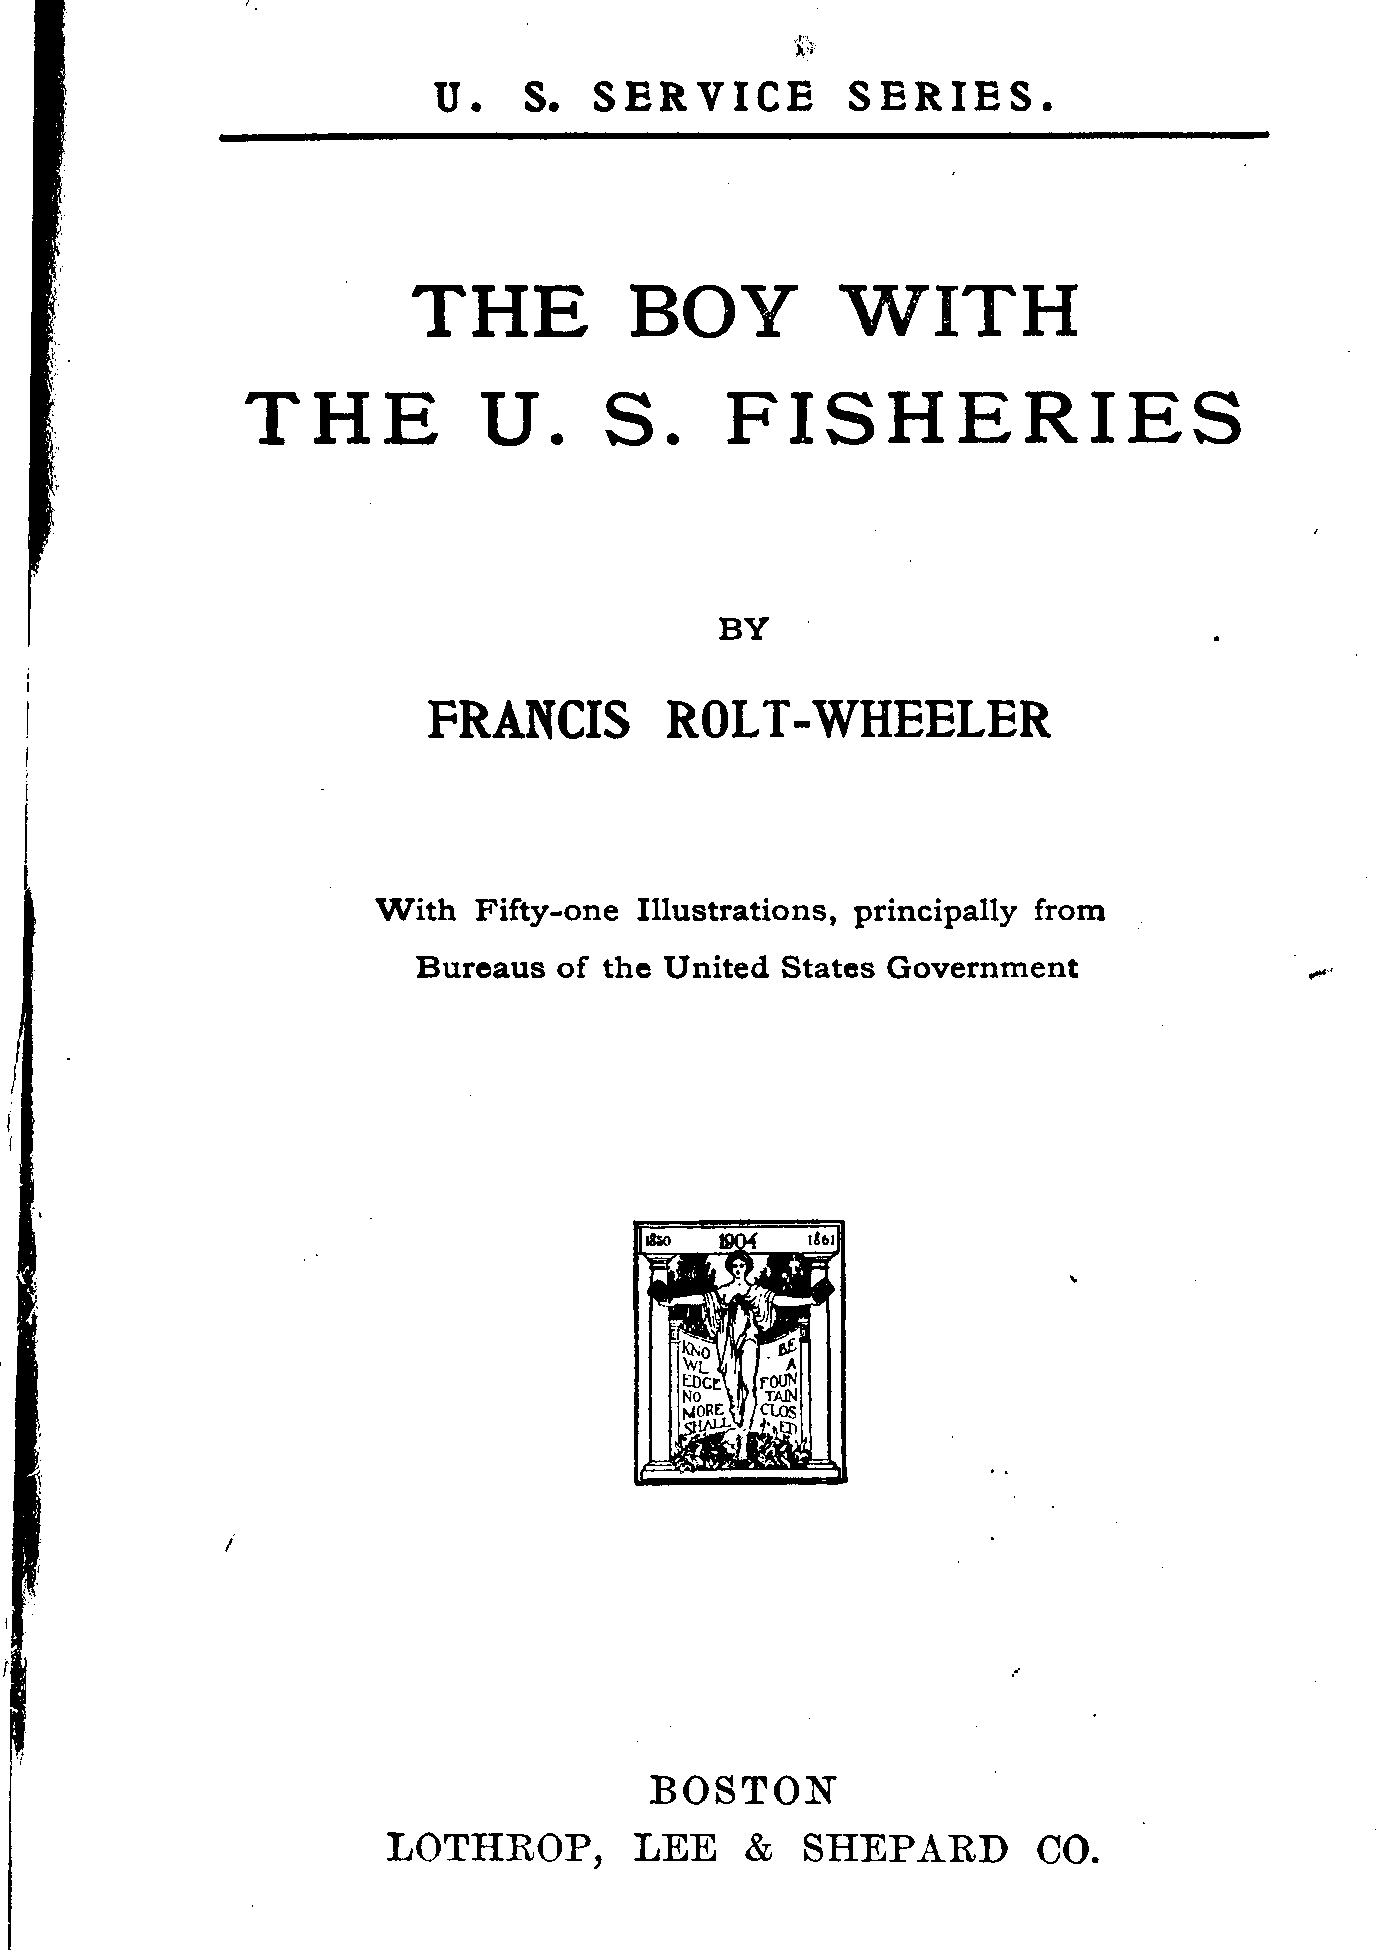 U. S. SERVICE SERIES.
THE BOY WITH
THE U. S. FISHERIES
BY
FRANCIS ROLT-WHEELER
With Fifty-one Illustrations, principally from
Bureaus of the United States Government
1850 1904 1861
KNO
WL
EDGE
NO
MORE
SHALL
BE
A
FOUN
TAIN
CLOS
ED
BOSTON
LOTHROP, LEE & SHEPARD CO.